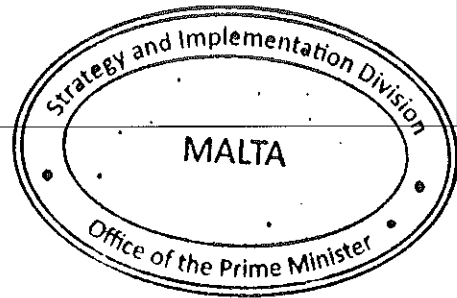 Strategy and Implementation Division
MALTA
Office of the Prime Minister